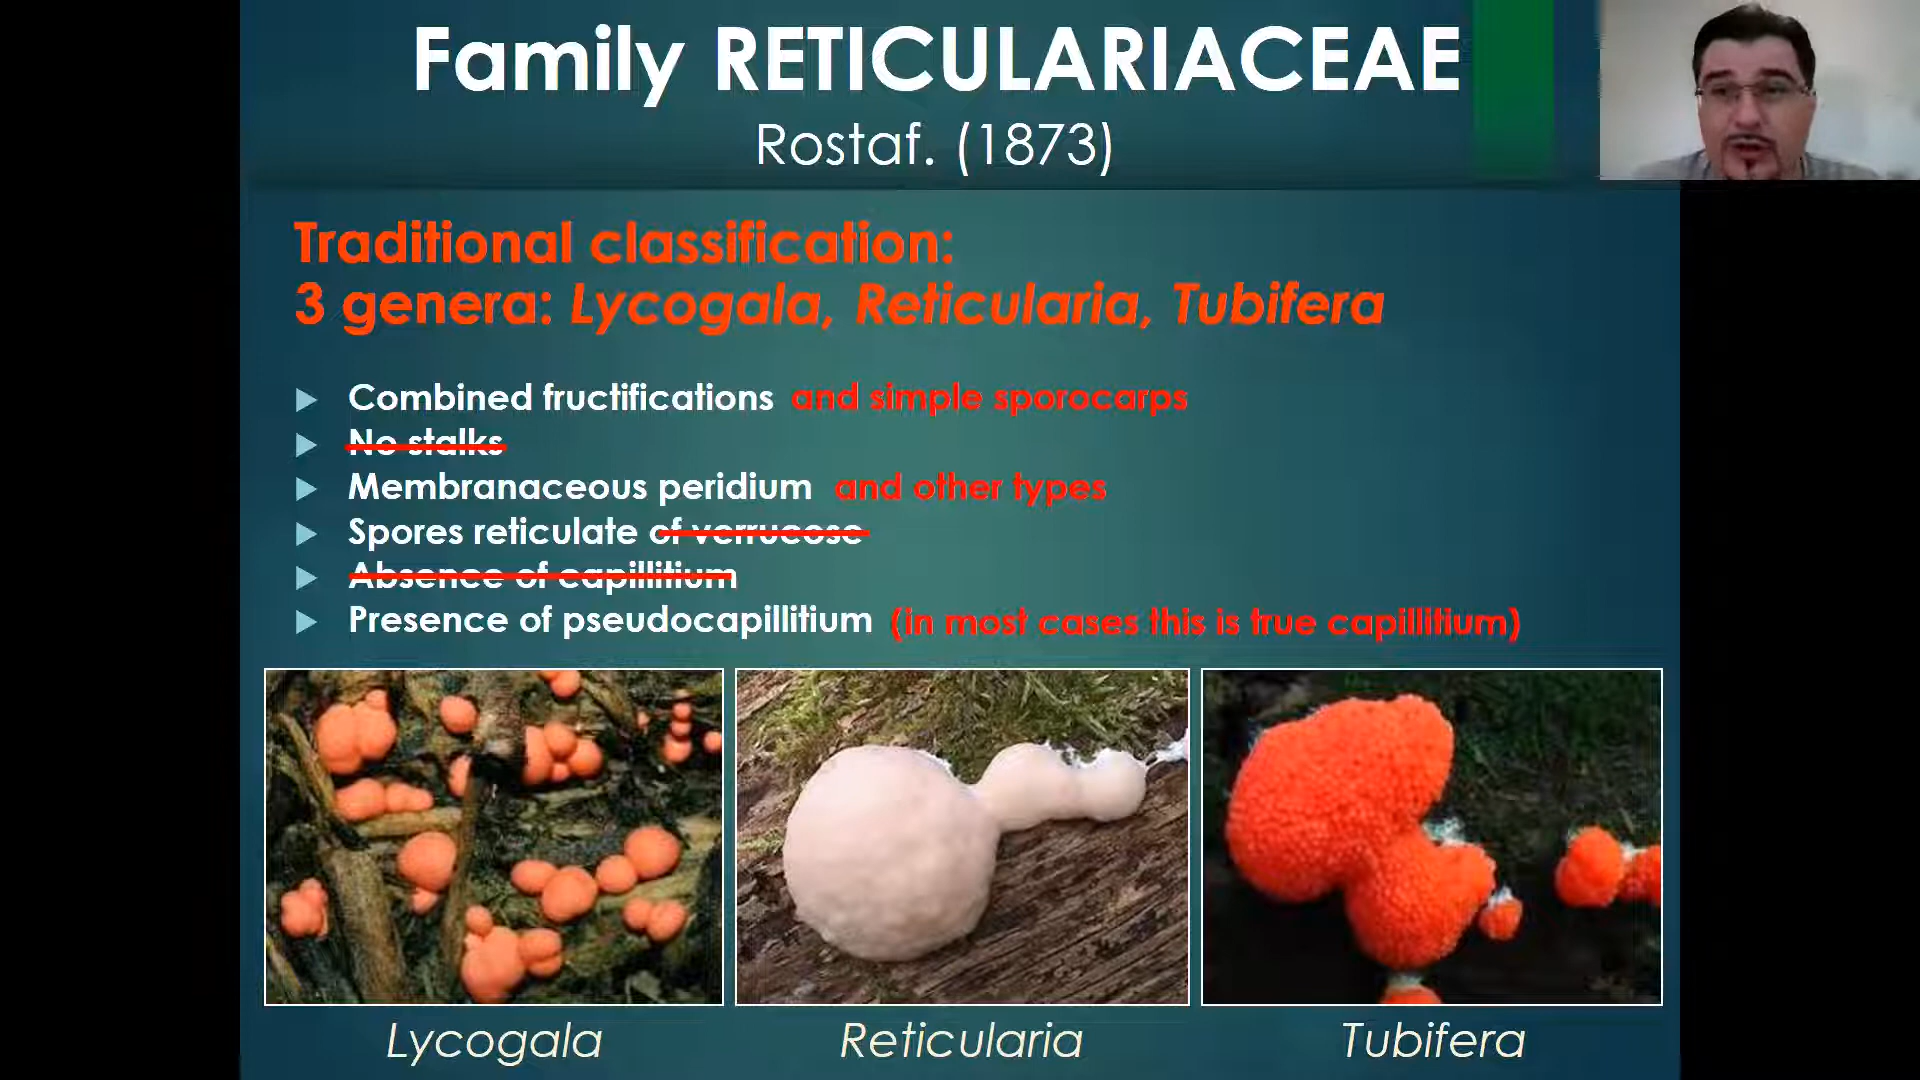 Family RETICULARIACEAE
Rostaf. (1873)
Traditional classification:
3 genera: Lycogala, Reticularia, Tubifera
Combined fructifications and simple sporocarps
No stalks
Membranaceous peridium and other types
Spores reticulate of verrucose
Absence of capillitium
Presence of pseudocapillitium (in most cases this is true capillitium)
Lycogala Reticularia Tubifera